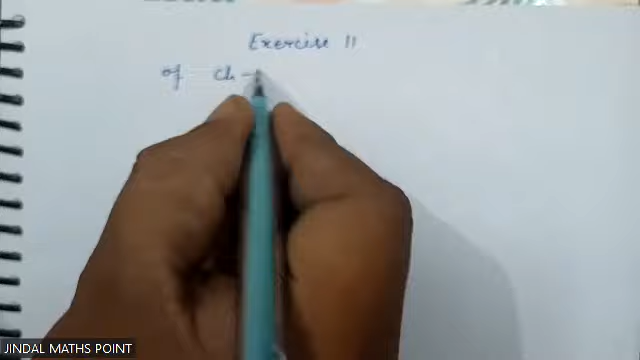 Exercise 11
of Ch -
JINDAL MATHS POINT